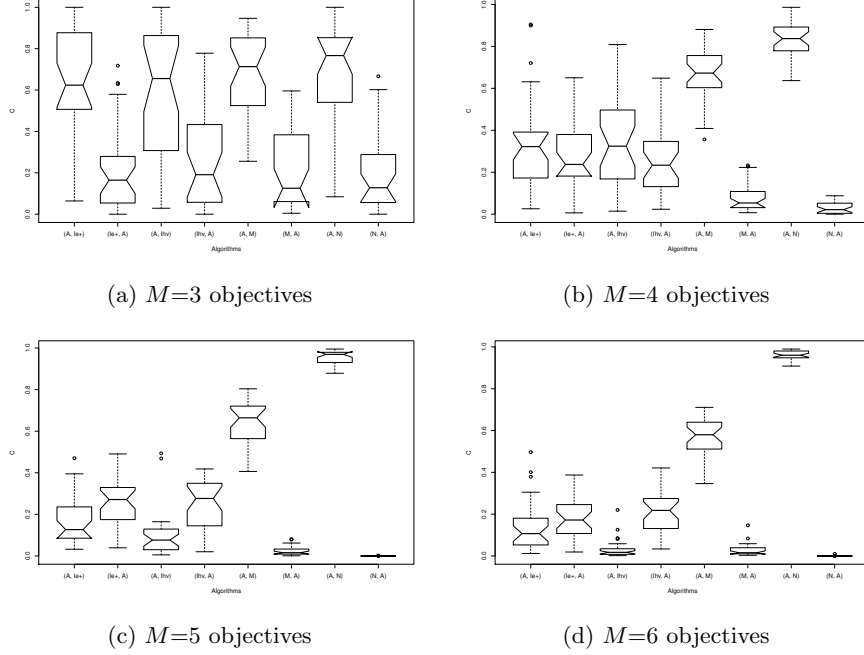 1.0
0.8
0.6
0.4
0.2
0.0
C
(A, Ie+) (Ie+, A) (A, Ihv) (Ihv, A) (A, M) (M, A) (A, N) (N, A)
Algorithms
(a) M=3 objectives
1.0
0.8
0.6
0.4
0.2
0.0
C
(A, Ie+) (Ie+, A) (A, Ihv) (Ihv, A) (A, M) (M, A) (A, N) (N, A)
Algorithms
(b) M=4 objectives
1.0
0.8
0.6
0.4
0.2
0.0
C
(A, Ie+) (Ie+, A) (A, Ihv) (Ihv, A) (A, M) (M, A) (A, N) (N, A)
Algorithms
(c) M=5 objectives
1.0
0.8
0.6
0.4
0.2
0.0
C
(A, Ie+) (Ie+, A) (A, Ihv) (Ihv, A) (A, M) (M, A) (A, N) (N, A)
Algorithms
(d) M=6 objectives